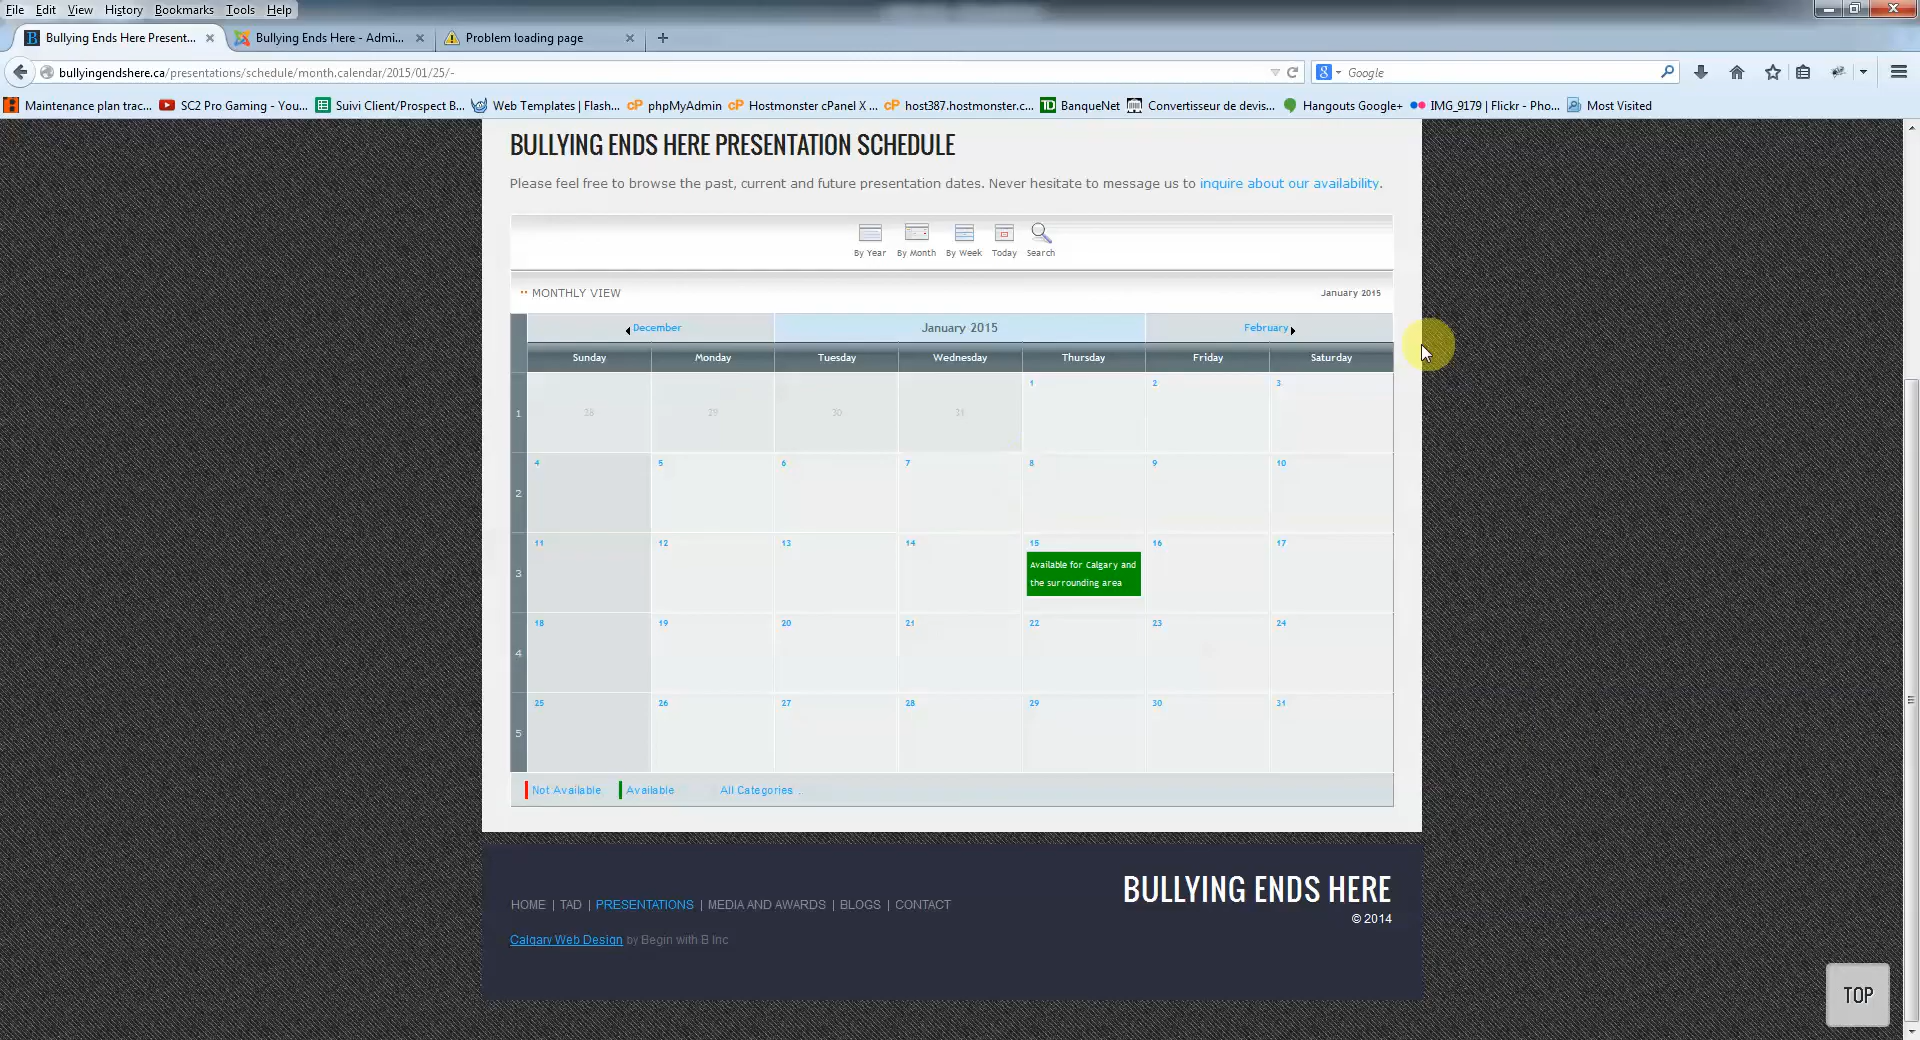 File Edit View History Bookmarks Tools Help
Bullying Ends Here Present... Bullying Ends Here - Admi... Problem loading page
bullyingendshere.ca/presentations/schedule/month.calendar/2015/01/25/- Google
Maintenance plan trac... SC2 Pro Gaming - You... Suivi Client/Prospect B... Web Templates | Flash... phpMyAdmin Hostmonster cPanel X ... host387.hostmonster.c... BanqueNet Convertisseur de devis... Hangouts Google+ IMG_9179 | Flickr - Pho... Most Visited
BULLYING ENDS HERE PRESENTATION SCHEDULE
Please feel free to browse the past, current and future presentation dates. Never hesitate to message us to inquire about our availability.
By Year By Month By Week Today Search
MONTHLY VIEW January 2015
December January 2015 February
Sunday Monday Tuesday Wednesday Thursday Friday Saturday
1 28 29 30 31 1 2 3
2 4 5 6 7 8 9 10
3 11 12 13 14 15 16 17
Available for Calgary and
the surrounding area
4 18 19 20 21 22 23 24
5 25 26 27 28 29 30 31
Not Available Available All Categories ...
BULLYING ENDS HERE
HOME | TAD | PRESENTATIONS | MEDIA AND AWARDS | BLOGS | CONTACT
© 2014
Calgary Web Design by Begin with B Inc
TOP